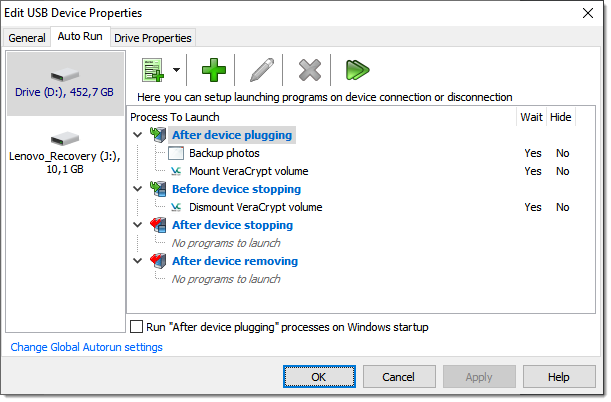 Edit USB Device Properties
General Auto Run Drive Properties
Drive (D:), 452,7 GB
Lenovo_Recovery (J:), 10,1 GB
Here you can setup launching programs on device connection or disconnection
Process To Launch Wait Hide
After device plugging
Backup photos Yes No
Mount VeraCrypt volume Yes No
Before device stopping
Dismount VeraCrypt volume Yes No
After device stopping
No programs to launch
After device removing
No programs to launch
Run "After device plugging" processes on Windows startup
Change Global Autorun settings
OK Cancel Apply Help